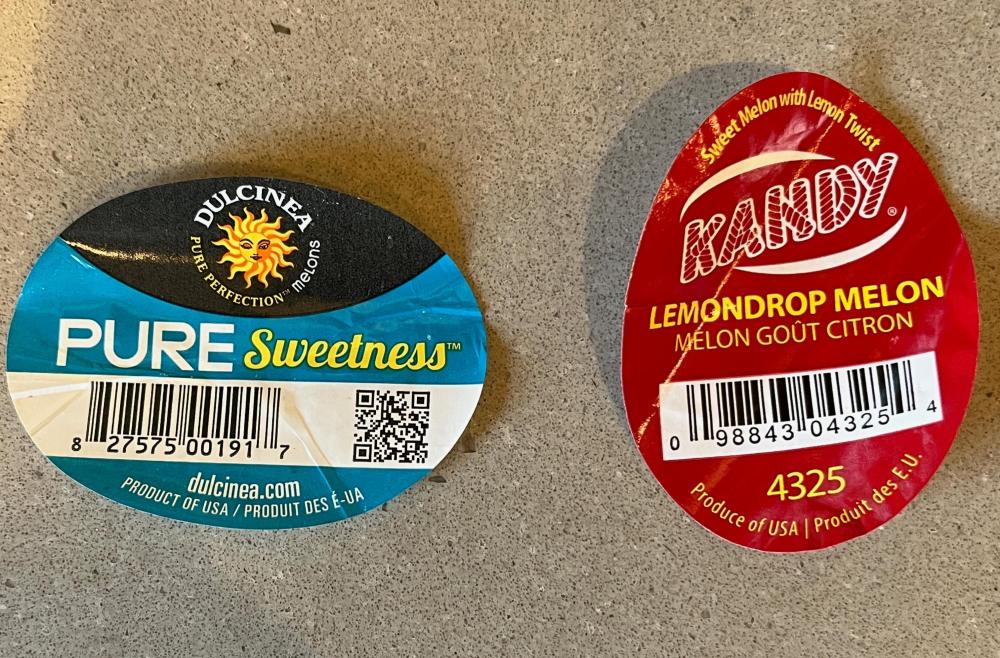 DULCINEA
PURE PERFECTION™
MELONS
PURE Sweetness™
8 27575 00191 7
dulcinea.com
PRODUCT OF USA / PRODUIT DES É-UA
Sweet Melon with Lemon Twist
KANDY®
LEMONDROP MELON
MELON GOÛT CITRON
0 98843 04325 4
4325
Produce of USA | Produit des E.U.